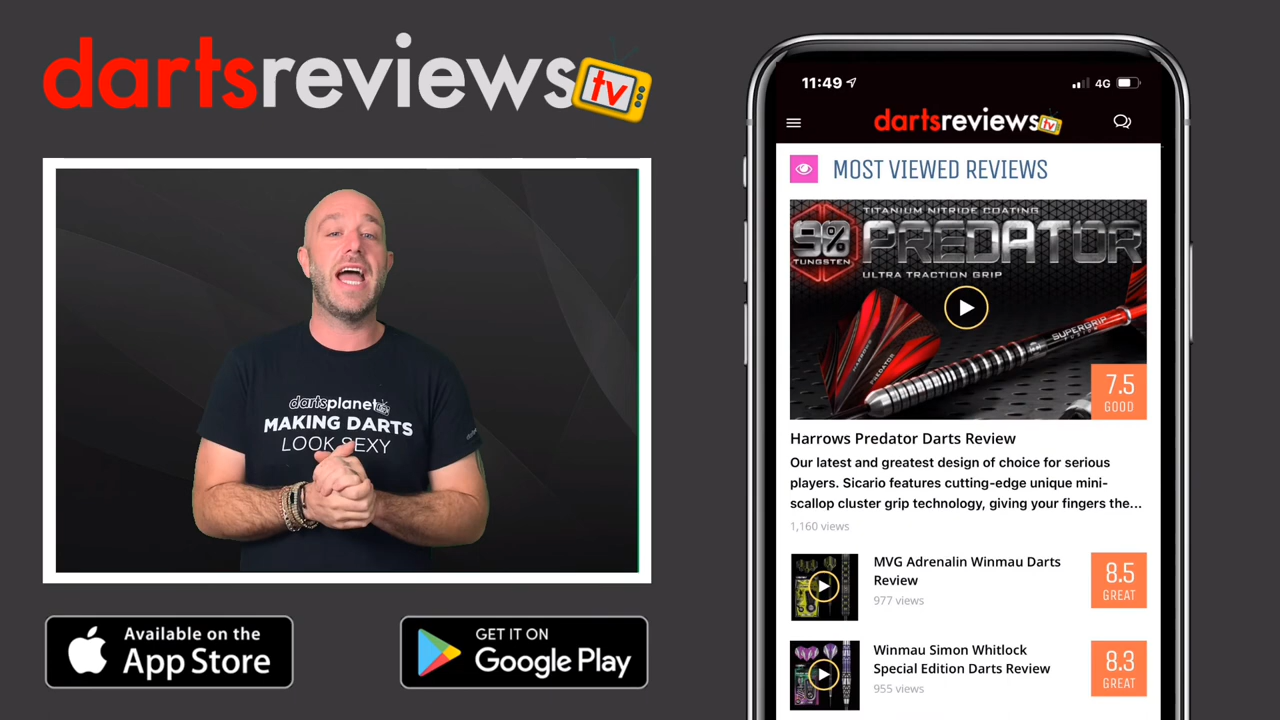 dartsreviews tv
dartsplanet
MAKING DARTS
LOOK SEXY
Available on the
App Store
GET IT ON
Google Play
11:49
4G
dartsreviews tv
MOST VIEWED REVIEWS
TITANIUM NITRIDE COATING
90%
TUNGSTEN
PREDATOR
ULTRA TRACTION GRIP
SUPERGRIP
HARROWS
PREDATOR
7.5
GOOD
Harrows Predator Darts Review
Our latest and greatest design of choice for serious
players. Sicario features cutting-edge unique mini-
scallop cluster grip technology, giving your fingers the...
1,160 views
MVG Adrenalin Winmau Darts
Review
977 views
8.5
GREAT
Winmau Simon Whitlock
Special Edition Darts Review
955 views
8.3
GREAT